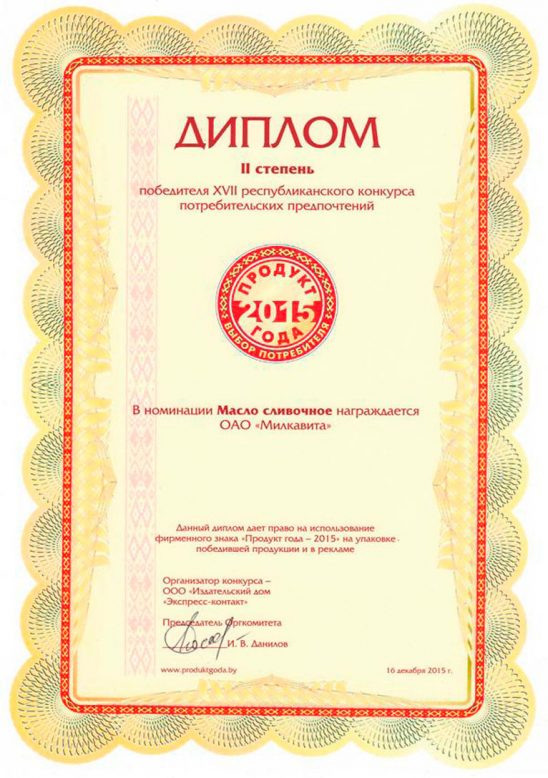 ДИПЛОМ
II степень
победителя XVII республиканского конкурса
потребительских предпочтений
ПРОДУКТ
2015
ГОДА
ВЫБОР ПОТРЕБИТЕЛЯ
В номинации Масло сливочное награждается
ОАО «Милкавита»
Данный диплом дает право на использование
фирменного знака «Продукт года – 2015» на упаковке
победившей продукции и в рекламе
Организатор конкурса –
ООО «Издательский дом
«Экспресс-контакт»
Председатель Оргкомитета
И. В. Данилов
www.produktgoda.by
16 декабря 2015 г.